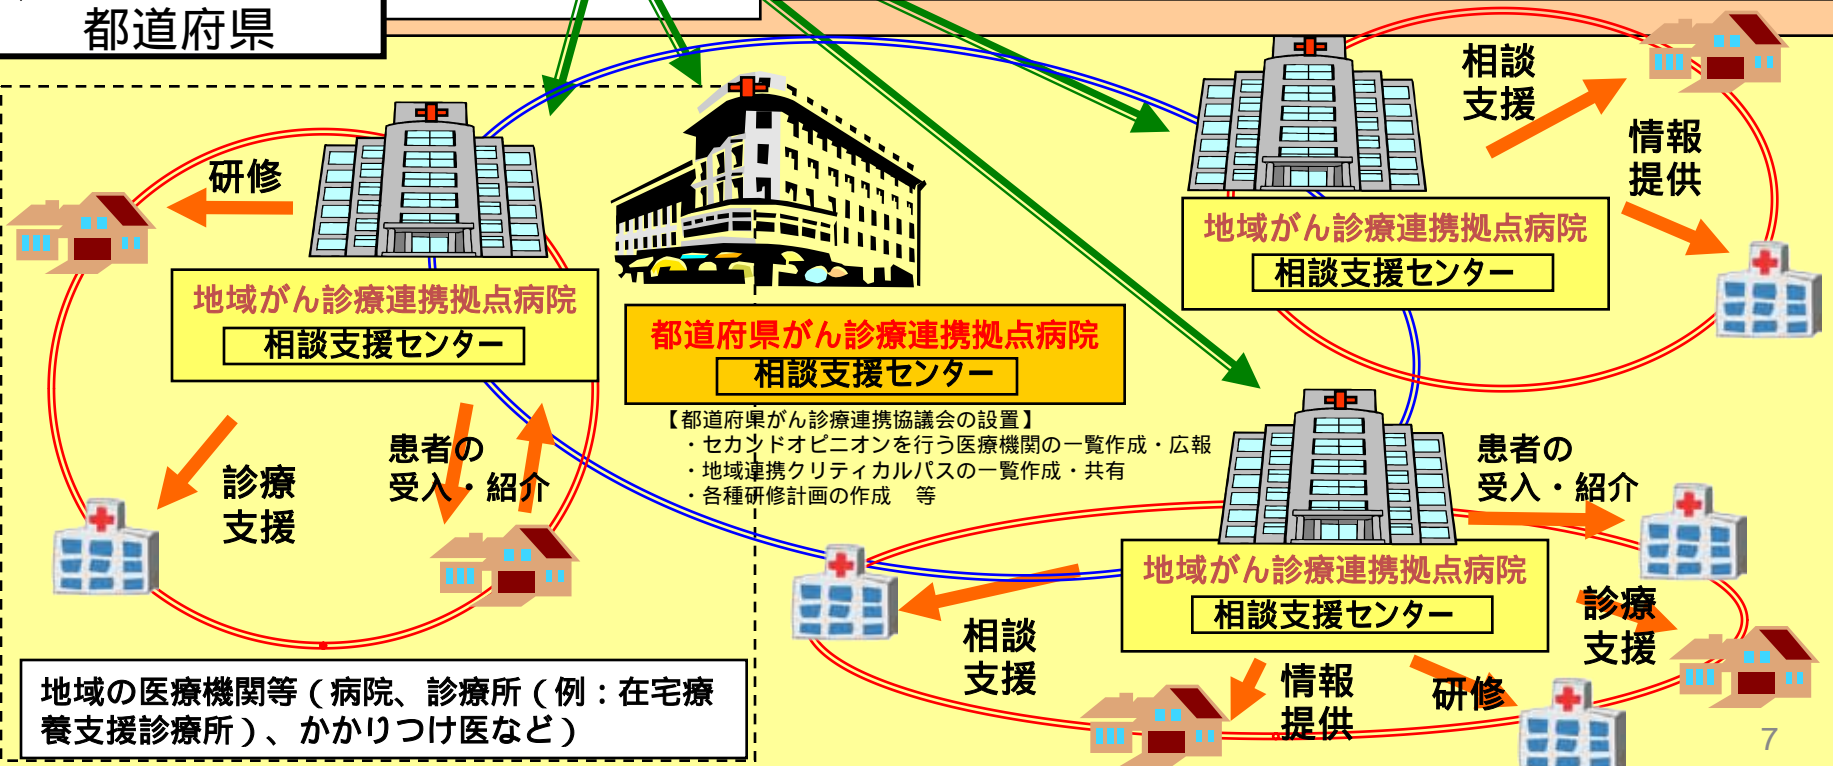 都道府県
相談
支援
情報
提供
研修
地域がん診療連携拠点病院
相談支援センター
地域がん診療連携拠点病院
相談支援センター
都道府県がん診療連携拠点病院
相談支援センター
【都道府県がん診療連携協議会の設置】
・セカンドオピニオンを行う医療機関の一覧作成・広報
・地域連携クリティカルパスの一覧作成・共有
・各種研修計画の作成　等
診療
支援
患者の
受入・紹介
患者の
受入・紹介
地域がん診療連携拠点病院
相談支援センター
診療
支援
相談
支援
情報
提供
研修
地域の医療機関等（病院、診療所（例：在宅療
養支援診療所）、かかりつけ医など）
7